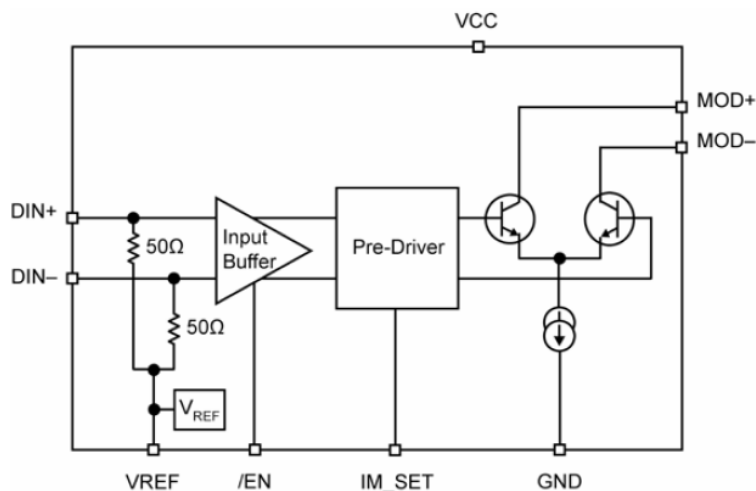 VCC
MOD+
MOD–
DIN+
50Ω
Input
Buffer
Pre-Driver
DIN–
50Ω
VREF
VREF
/EN
IM_SET
GND